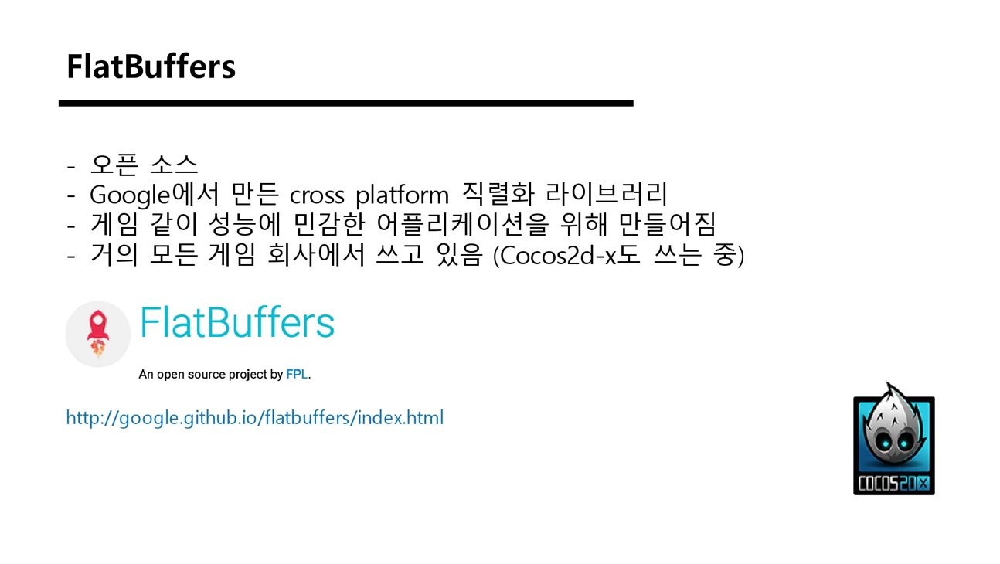 FlatBuffers
- 오픈 소스
- Google에서 만든 cross platform 직렬화 라이브러리
- 게임 같이 성능에 민감한 어플리케이션을 위해 만들어짐
- 거의 모든 게임 회사에서 쓰고 있음 (Cocos2d-x도 쓰는 중)
FlatBuffers
An open source project by FPL.
http://google.github.io/flatbuffers/index.html
COCOS2DX